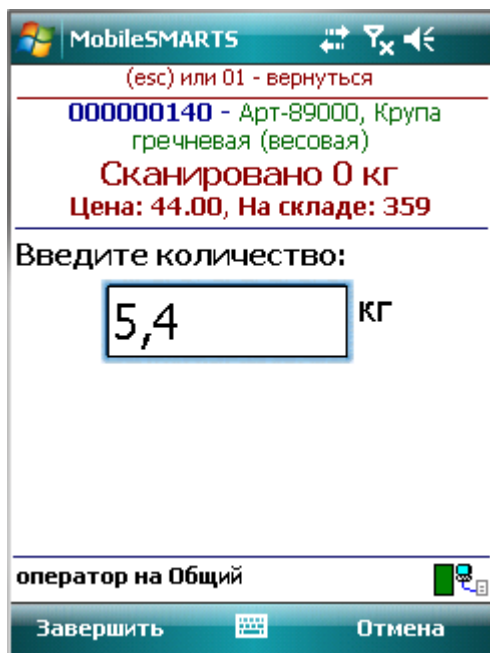 MobileSMARTS
(esc) или 01 - вернуться
000000140 - Арт-89000, Крупа
гречневая (весовая)
Сканировано 0 кг
Цена: 44.00, На складе: 359
Введите количество:
5,4 кг
оператор на Общий
Завершить Отмена